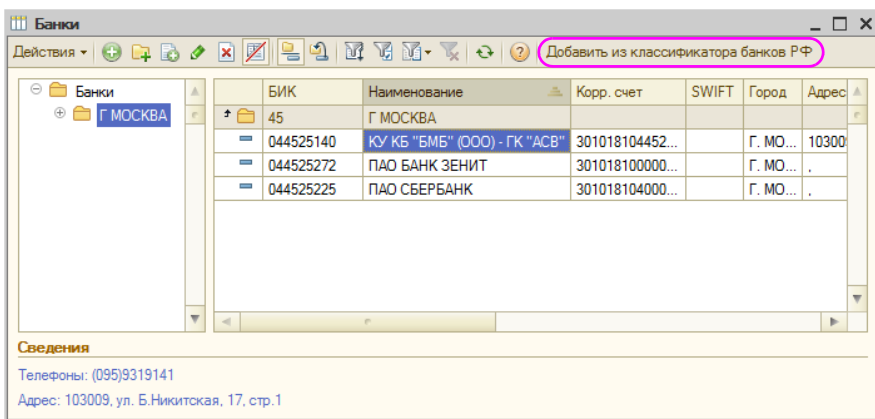 Банки
Действия Добавить из классификатора банков РФ
Банки
Г МОСКВА
БИК Наименование Корр. счет SWIFT Город Адрес
45 Г МОСКВА
044525140 КУ КБ "БМБ" (ООО) - ГК "АСВ" 301018104452... Г. МО... 10300
044525272 ПАО БАНК ЗЕНИТ 301018100000... Г. МО... ,
044525225 ПАО СБЕРБАНК 301018104000... Г. МО... ,
Сведения
Телефоны: (095)9319141
Адрес: 103009, ул. Б.Никитская, 17, стр.1